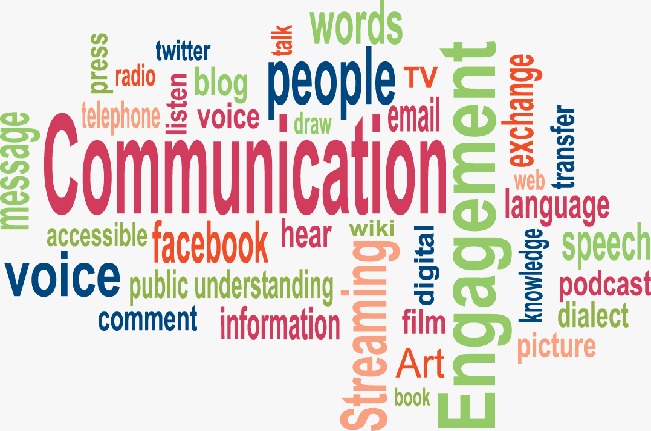 words
talk
twitter
press
radio
blog
people
TV
listen
voice
email
telephone
draw
message
Communication
Engagement
exchange
transfer
web
language
accessible
facebook
hear
wiki
digital
knowledge
speech
voice
public understanding
Streaming
podcast
comment
information
film
dialect
picture
Art
book